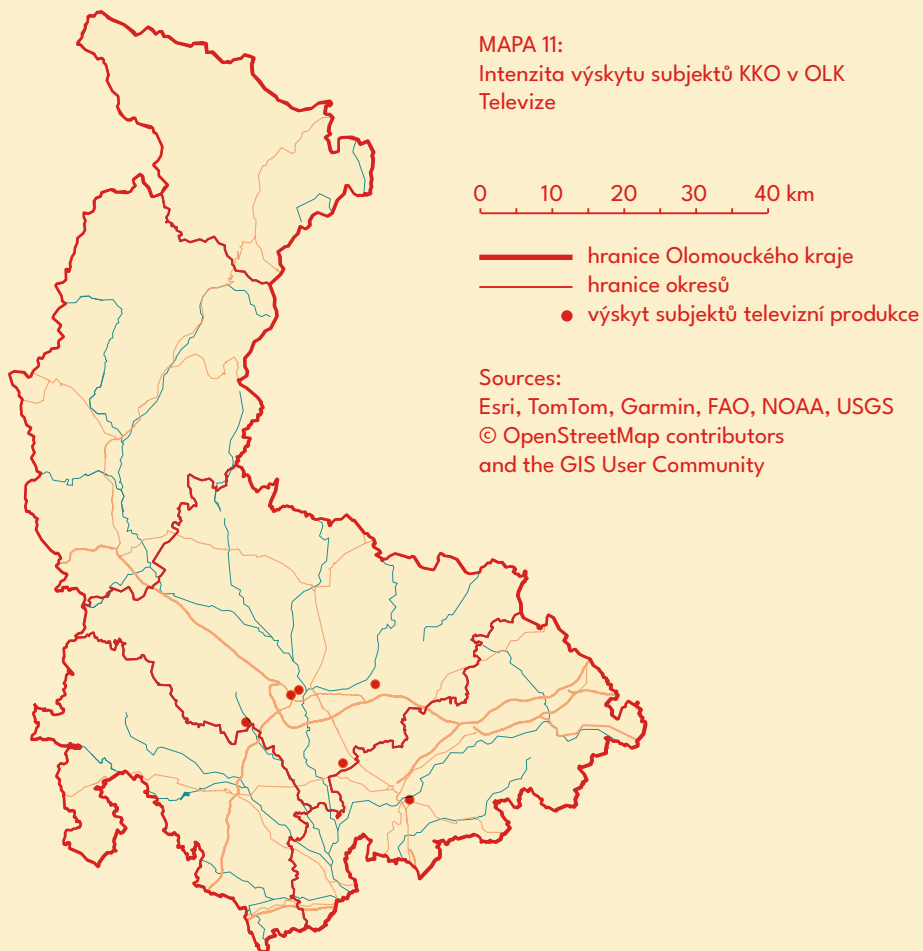 MAPA 11:
Intenzita výskytu subjektů KKO v OLK
Televize
0 10 20 30 40 km
hranice Olomouckého kraje
hranice okresů
výskyt subjektů televizní produkce
Sources:
Esri, TomTom, Garmin, FAO, NOAA, USGS
© OpenStreetMap contributors
and the GIS User Community